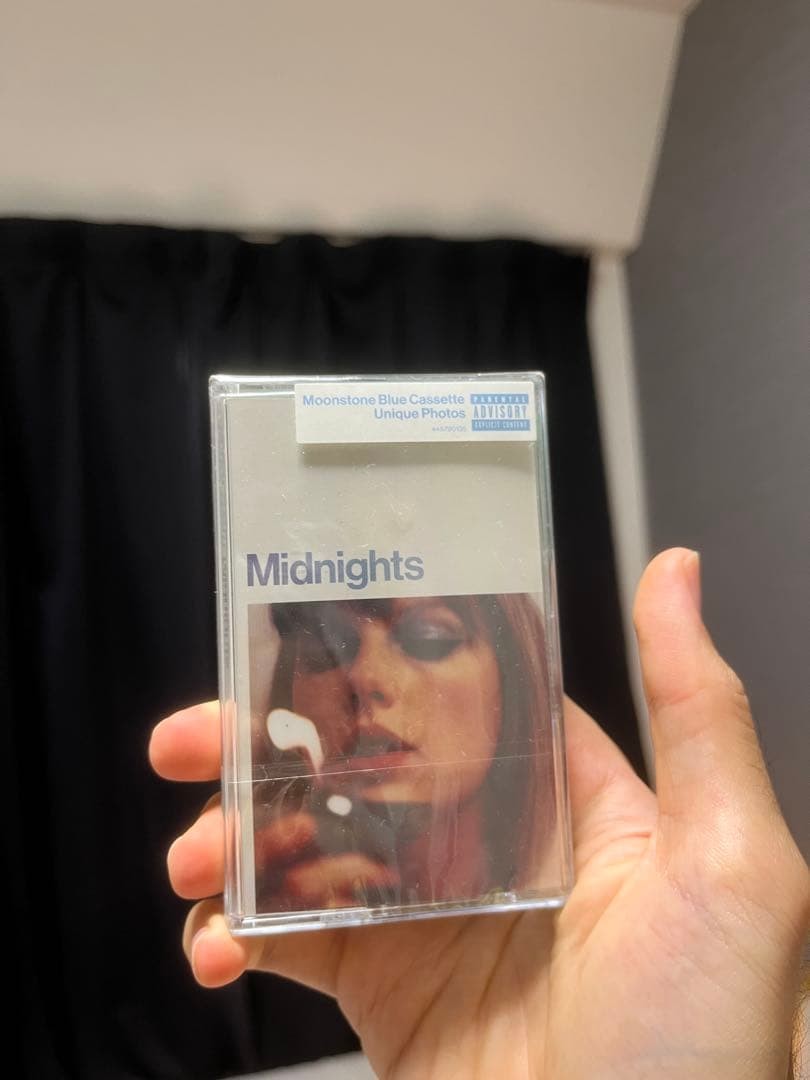 Moonstone Blue Cassette
Unique Photos
PARENTAL
ADVISORY
EXPLICIT CONTENT
Midnights